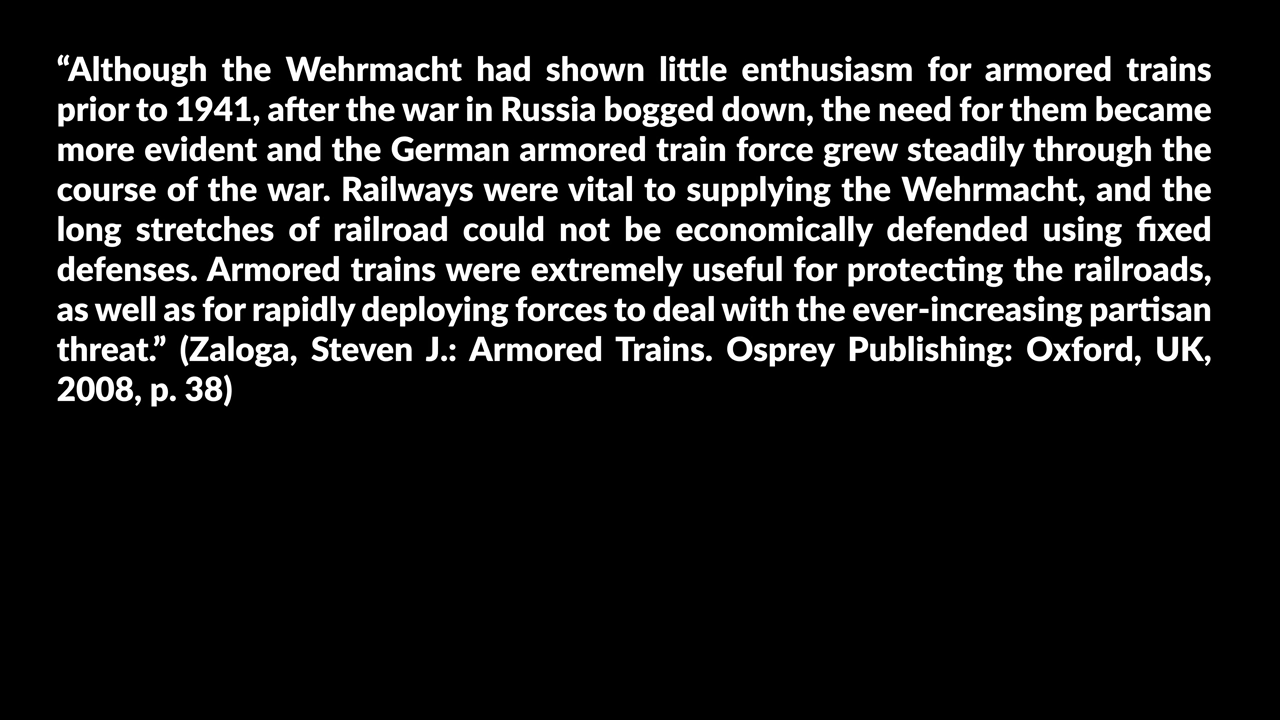 “Although the Wehrmacht had shown little enthusiasm for armored trains
prior to 1941, after the war in Russia bogged down, the need for them became
more evident and the German armored train force grew steadily through the
course of the war. Railways were vital to supplying the Wehrmacht, and the
long stretches of railroad could not be economically defended using fixed
defenses. Armored trains were extremely useful for protecting the railroads,
as well as for rapidly deploying forces to deal with the ever-increasing partisan
threat.” (Zaloga, Steven J.: Armored Trains. Osprey Publishing: Oxford, UK,
2008, p. 38)